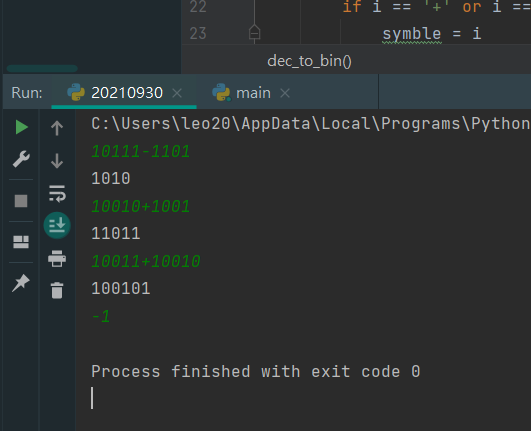 22 if i == '+' or i ==
23 symble = i
dec_to_bin()
Run: 20210930 main
C:\Users\leo20\AppData\Local\Programs\Python
10111-1101
1010
10010+1001
11011
10011+10010
100101
-1
Process finished with exit code 0